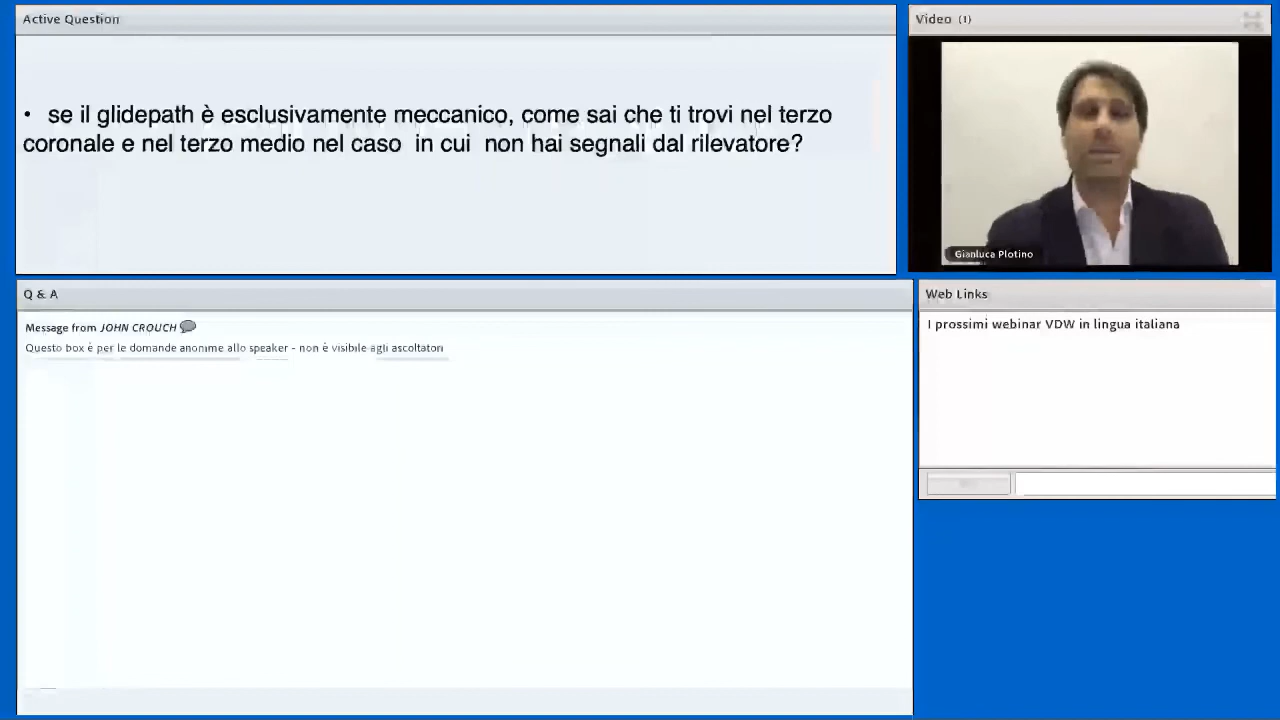 Active Question
Video (1)
• se il glidepath è esclusivamente meccanico, come sai che ti trovi nel terzo
coronale e nel terzo medio nel caso in cui non hai segnali dal rilevatore?
Gianluca Plotino
Q & A
Message from JOHN CROUCH
Questo box è per le domande anonime allo speaker - non è visibile agli ascoltatori
Web Links
I prossimi webinar VDW in lingua italiana